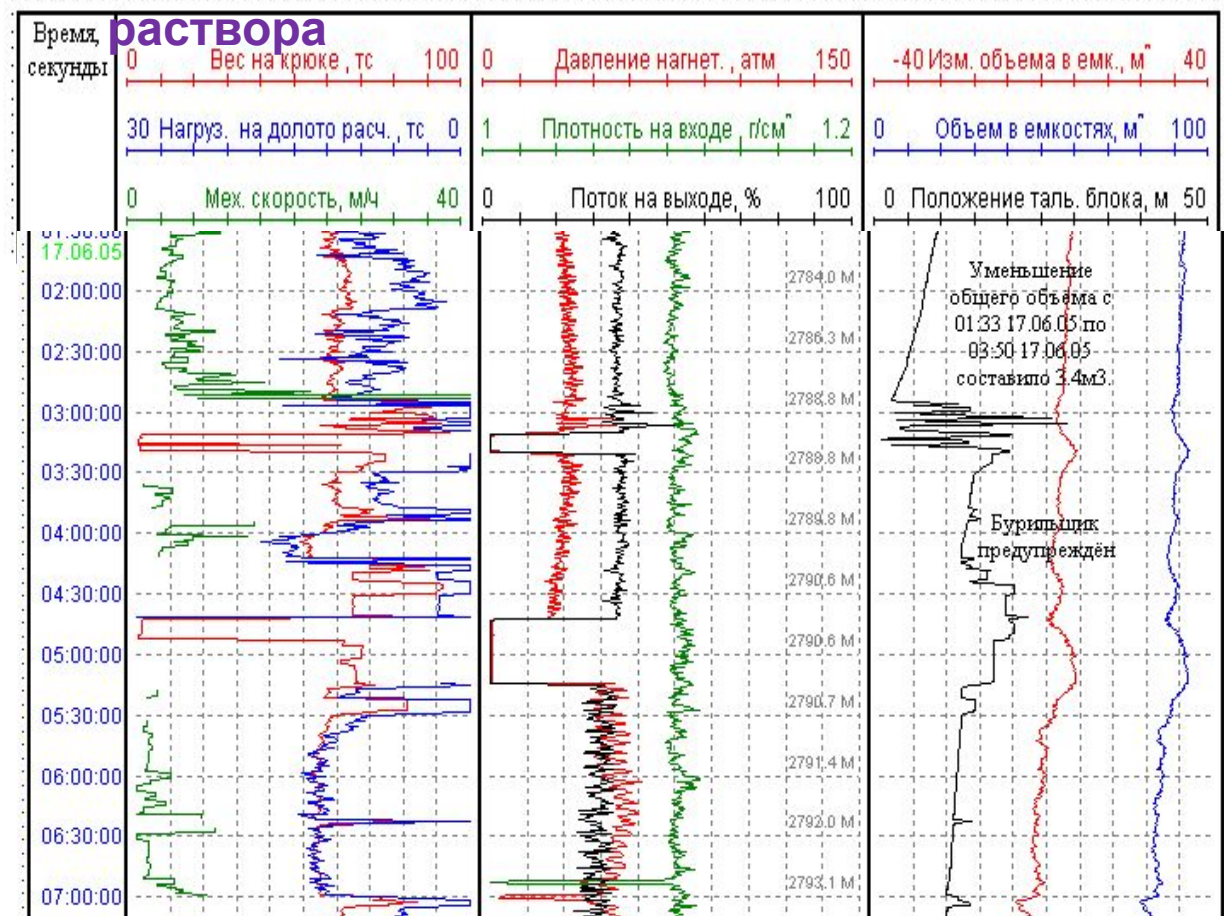 раствора
Время,
секунды
0 Вес на крюке , тс 100
30 Нагруз. на долото расч. , тс 0
0 Мех. скорость, м/ч 40
0 Давление нагнет. , атм 150
1 Плотность на входе , г/см˜ 1.2
0 Поток на выходе, % 100
-40 Изм. объема в емк., м˜ 40
0 Объем в емкостях, м˜ 100
0 Положение таль. блока, м 50
01:30:00
17.06.05
02:00:00
02:30:00
03:00:00
03:30:00
04:00:00
04:30:00
05:00:00
05:30:00
06:00:00
06:30:00
07:00:00
2784.0 М
2786.3 М
2788.8 М
2789.8 М
2789.8 М
2790.6 М
2790.6 М
2790.7 М
2791.4 М
2792.0 М
2793.1 М
Уменьшение
общего объёма с
01:33 17.06.05 по
03:50 17.06.05
составило 3.4м3.
Бурильщик
предупреждён